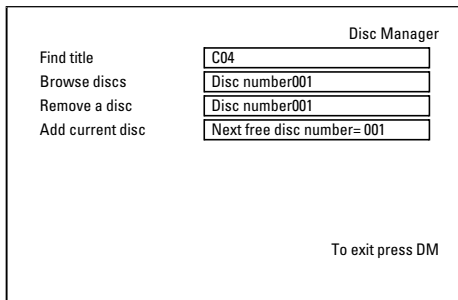 Disc Manager
Find title C04
Browse discs Disc number001
Remove a disc Disc number001
Add current disc Next free disc number= 001
To exit press DM